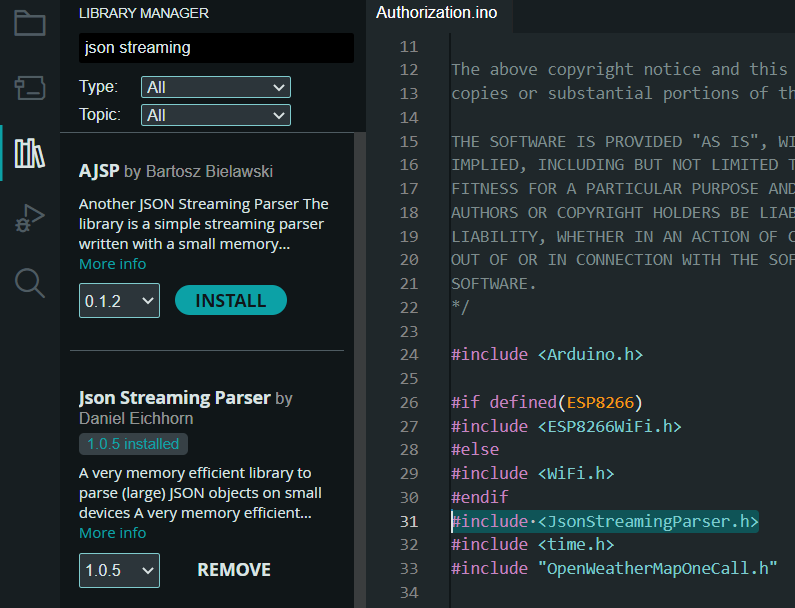 LIBRARY MANAGER
json streaming
Type: All
Topic: All
AJSP by Bartosz Bielawski
Another JSON Streaming Parser The
library is a simple streaming parser
written with a small memory...
More info
0.1.2 INSTALL
Json Streaming Parser by
Daniel Eichhorn
1.0.5 installed
A very memory efficient library to
parse (large) JSON objects on small
devices A very memory efficient...
More info
1.0.5 REMOVE
Authorization.ino
11
12 The above copyright notice and this
13 copies or substantial portions of th
14
15 THE SOFTWARE IS PROVIDED "AS IS", WI
16 IMPLIED, INCLUDING BUT NOT LIMITED T
17 FITNESS FOR A PARTICULAR PURPOSE AND
18 AUTHORS OR COPYRIGHT HOLDERS BE LIAB
19 LIABILITY, WHETHER IN AN ACTION OF C
20 OUT OF OR IN CONNECTION WITH THE SOF
21 SOFTWARE.
22 */
23
24 #include <Arduino.h>
25
26 #if defined(ESP8266)
27 #include <ESP8266WiFi.h>
28 #else
29 #include <WiFi.h>
30 #endif
31 #include·<JsonStreamingParser.h>
32 #include <time.h>
33 #include "OpenWeatherMapOneCall.h"
34